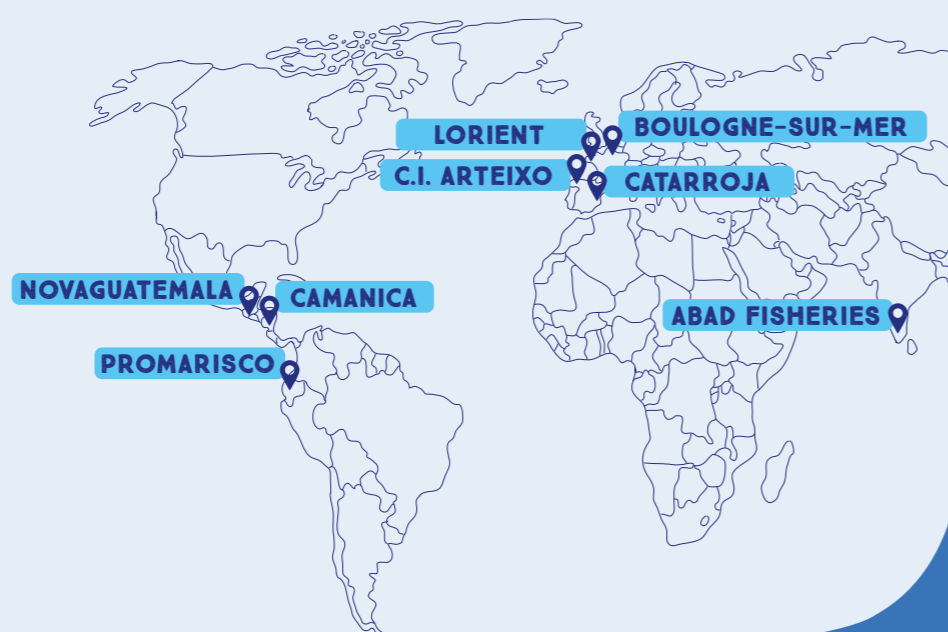 LORIENT
BOULOGNE-SUR-MER
C.I. ARTEIXO
CATARROJA
NOVAGUATEMALA
CAMANICA
ABAD FISHERIES
PROMARISCO